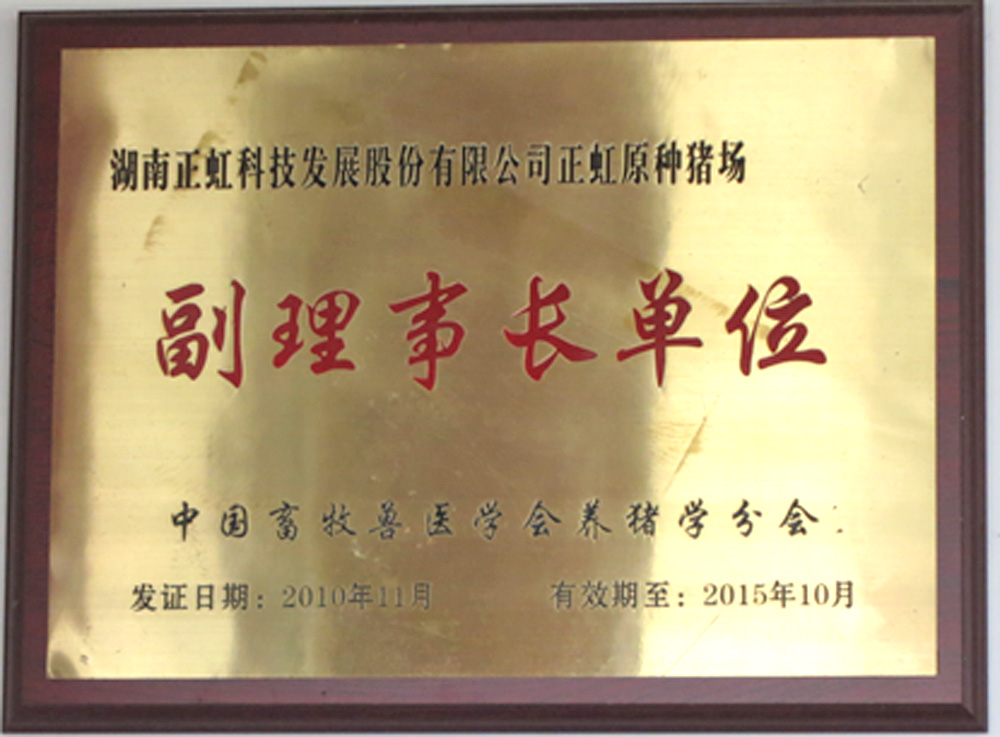 湖南正虹科技发展股份有限公司正虹原种猪场
副理事长单位
中国畜牧兽医学会养猪学分会
发证日期：2010年11月 有效期至：2015年10月